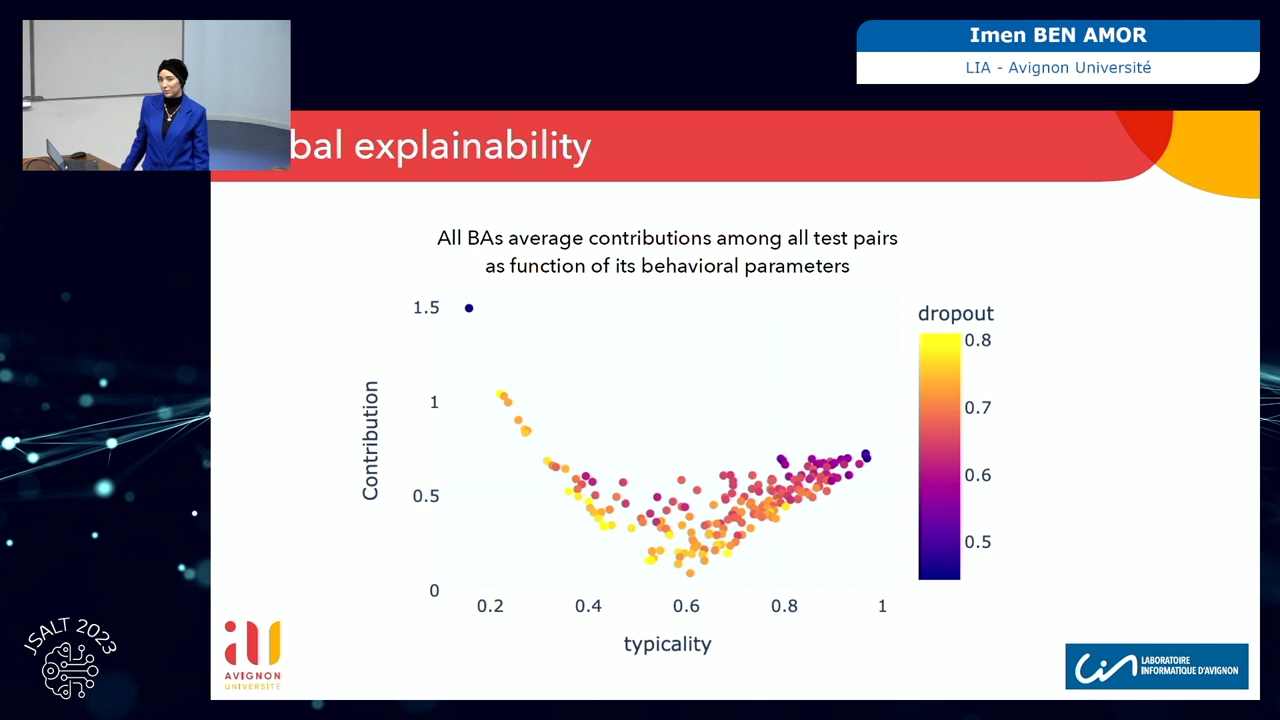 Imen BEN AMOR
LIA - Avignon Université
bal explainability
All BAs average contributions among all test pairs
as function of its behavioral parameters
1.5
1
0.5
0
Contribution
0.2
0.4
0.6
0.8
1
typicality
dropout
0.8
0.7
0.6
0.5
JSALT 2023
AVIGNON
UNIVERSITÉ
LABORATOIRE
INFORMATIQUE D'AVIGNON